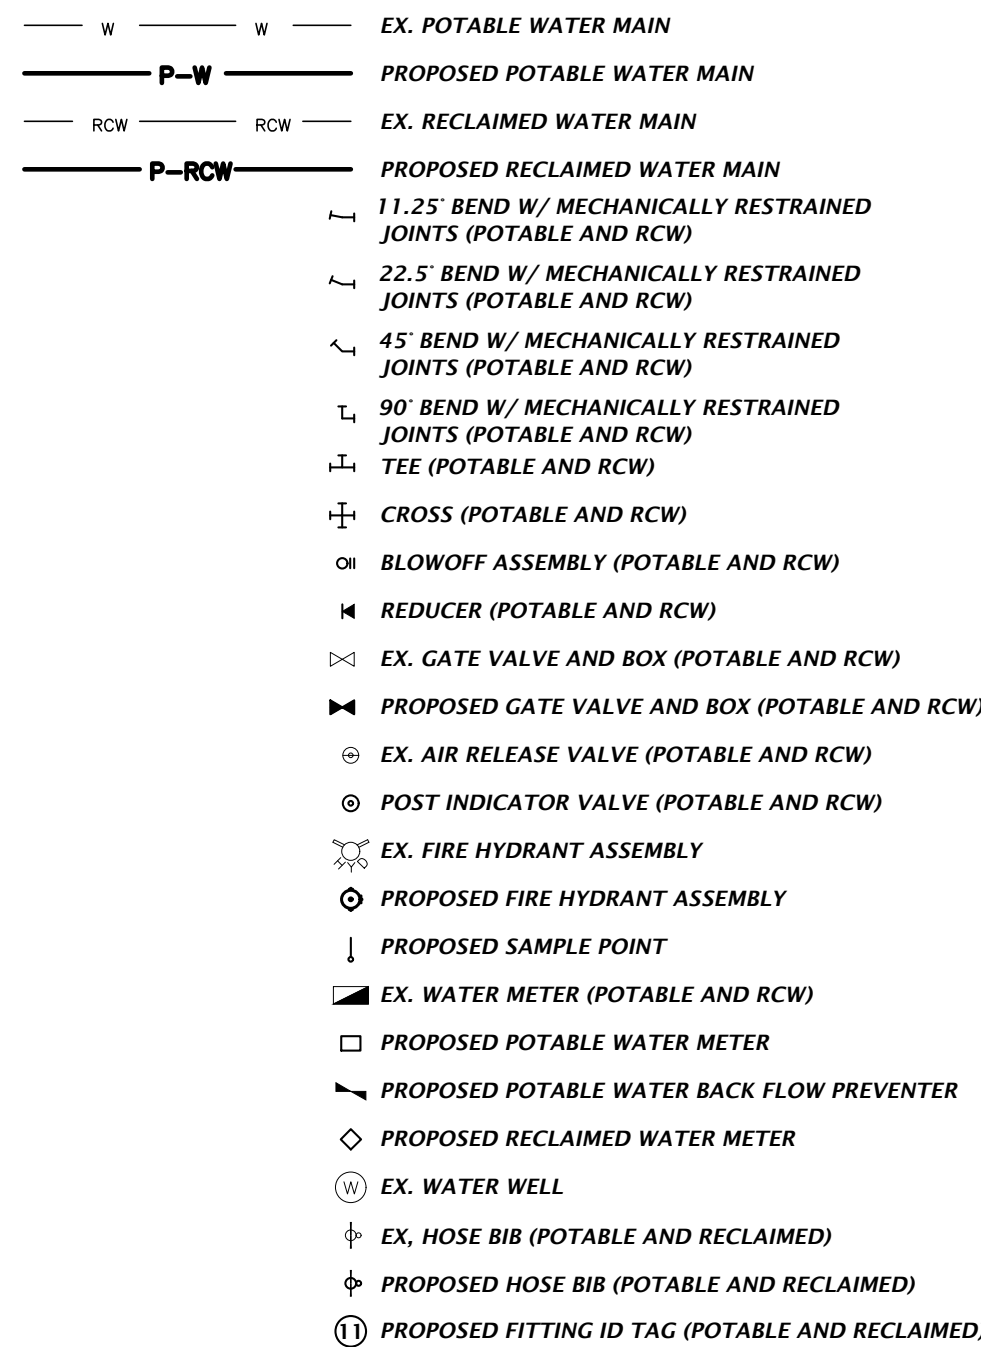 W W EX. POTABLE WATER MAIN
P-W PROPOSED POTABLE WATER MAIN
RCW RCW EX. RECLAIMED WATER MAIN
P-RCW PROPOSED RECLAIMED WATER MAIN
11.25° BEND W/ MECHANICALLY RESTRAINED
JOINTS (POTABLE AND RCW)
22.5° BEND W/ MECHANICALLY RESTRAINED
JOINTS (POTABLE AND RCW)
45° BEND W/ MECHANICALLY RESTRAINED
JOINTS (POTABLE AND RCW)
90° BEND W/ MECHANICALLY RESTRAINED
JOINTS (POTABLE AND RCW)
TEE (POTABLE AND RCW)
CROSS (POTABLE AND RCW)
BLOWOFF ASSEMBLY (POTABLE AND RCW)
REDUCER (POTABLE AND RCW)
EX. GATE VALVE AND BOX (POTABLE AND RCW)
PROPOSED GATE VALVE AND BOX (POTABLE AND RCW)
EX. AIR RELEASE VALVE (POTABLE AND RCW)
POST INDICATOR VALVE (POTABLE AND RCW)
HYD EX. FIRE HYDRANT ASSEMBLY
PROPOSED FIRE HYDRANT ASSEMBLY
PROPOSED SAMPLE POINT
EX. WATER METER (POTABLE AND RCW)
PROPOSED POTABLE WATER METER
PROPOSED POTABLE WATER BACK FLOW PREVENTER
PROPOSED RECLAIMED WATER METER
W EX. WATER WELL
EX, HOSE BIB (POTABLE AND RECLAIMED)
PROPOSED HOSE BIB (POTABLE AND RECLAIMED)
11 PROPOSED FITTING ID TAG (POTABLE AND RECLAIMED)